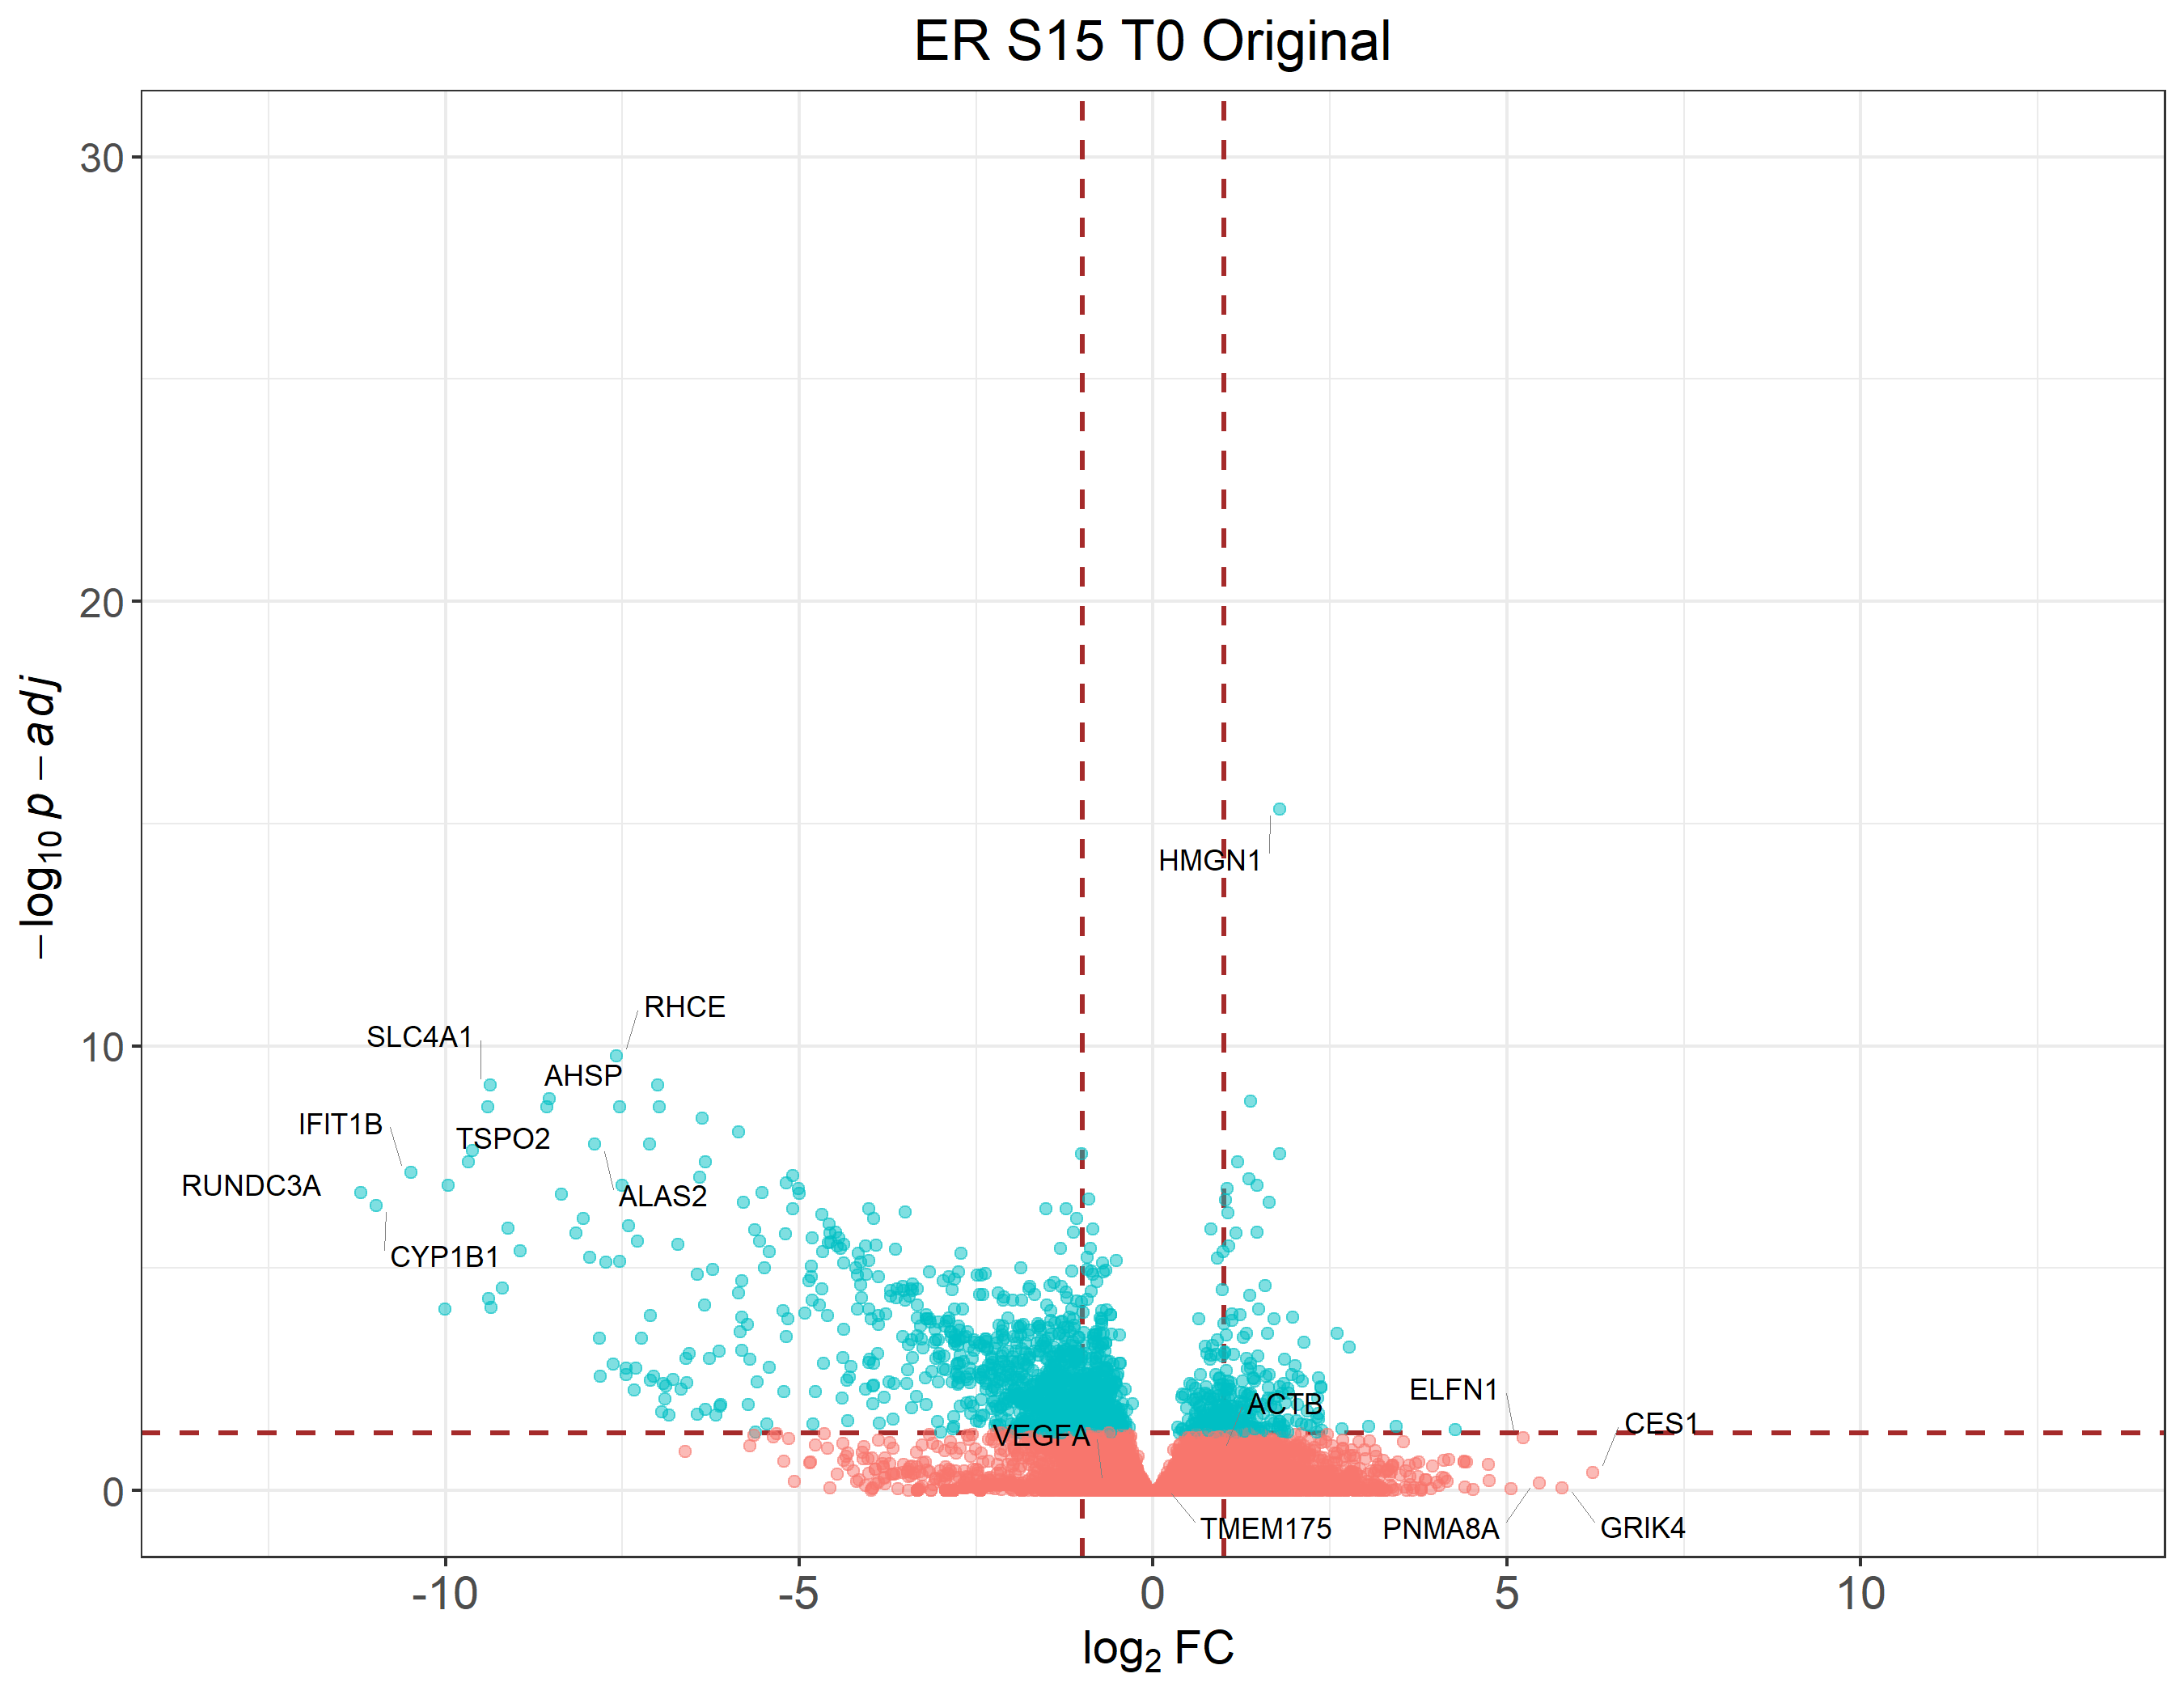 ER S15 T0 Original
30
20
10
0
−log10 p − adj
HMGN1
RHCE
SLC4A1
AHSP
IFIT1B
TSPO2
RUNDC3A
ALAS2
CYP1B1
ELFN1
ACTB
CES1
VEGFA
TMEM175
PNMA8A
GRIK4
-10
-5
0
5
10
log2 FC